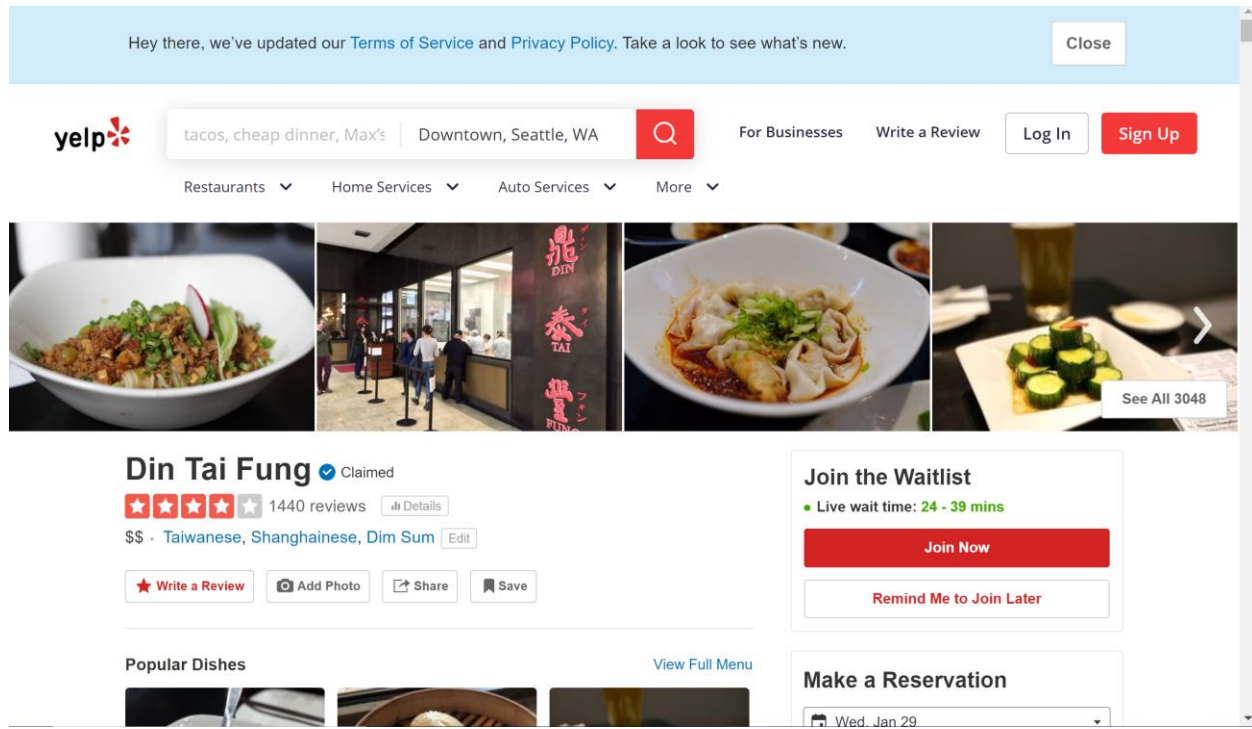 Hey there, we've updated our Terms of Service and Privacy Policy. Take a look to see what's new.
Close
yelp
tacos, cheap dinner, Max's
Downtown, Seattle, WA
For Businesses
Write a Review
Log In
Sign Up
Restaurants
Home Services
Auto Services
More
鼎
DIN
泰
TAI
豐
FUNG
See All 3048
Din Tai Fung
Claimed
1440 reviews
Details
$$ · Taiwanese, Shanghainese, Dim Sum
Edit
Write a Review
Add Photo
Share
Save
Join the Waitlist
Live wait time: 24 - 39 mins
Join Now
Remind Me to Join Later
Popular Dishes
View Full Menu
Make a Reservation
Wed, Jan 29